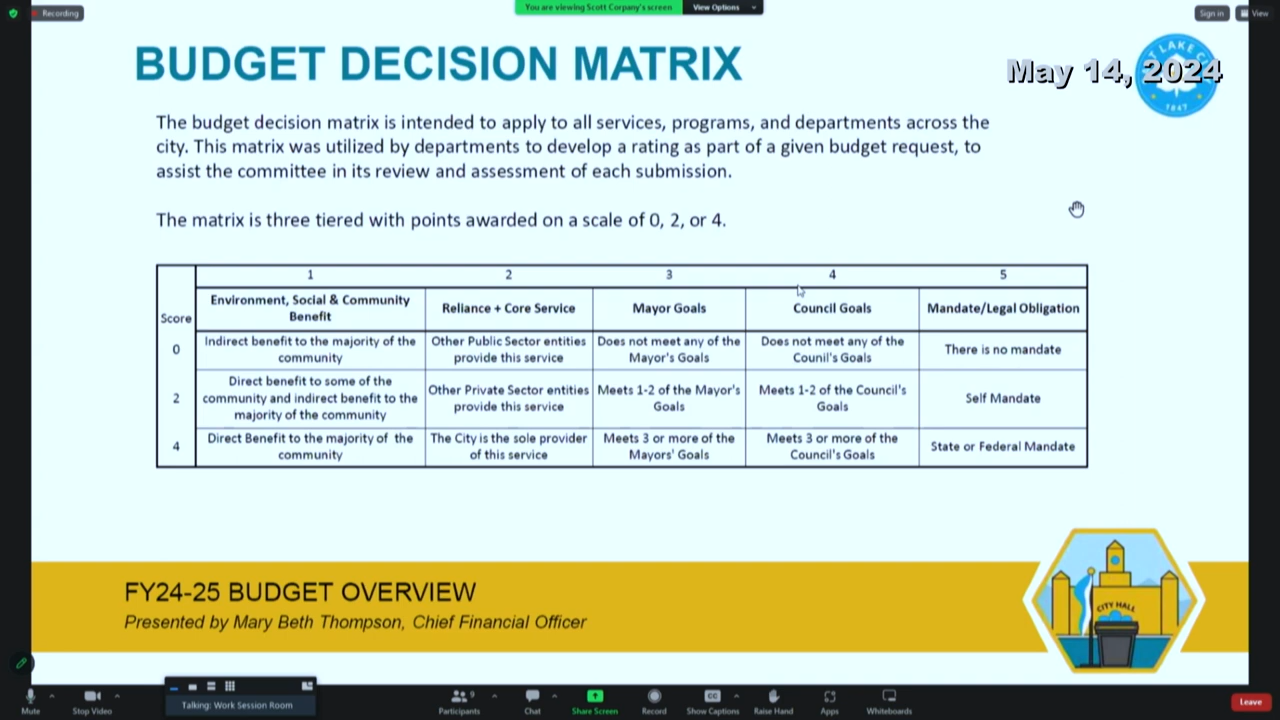 Recording
You are viewing Scott Corpany's screen
View Options
Sign in
View
BUDGET DECISION MATRIX
May 14, 2024
LAKE
1847
The budget decision matrix is intended to apply to all services, programs, and departments across the
city. This matrix was utilized by departments to develop a rating as part of a given budget request, to
assist the committee in its review and assessment of each submission.
The matrix is three tiered with points awarded on a scale of 0, 2, or 4.
1 2 3 4 5
Score
Environment, Social & Community
Benefit
Reliance + Core Service
Mayor Goals
Council Goals
Mandate/Legal Obligation
0
Indirect benefit to the majority of the
community
Other Public Sector entities
provide this service
Does not meet any of the
Mayor's Goals
Does not meet any of the
Counil's Goals
There is no mandate
2
Direct benefit to some of the
community and indirect benefit to the
majority of the community
Other Private Sector entities
provide this service
Meets 1-2 of the Mayor's
Goals
Meets 1-2 of the Council's
Goals
Self Mandate
4
Direct Benefit to the majority of the
community
The City is the sole provider
of this service
Meets 3 or more of the
Mayors' Goals
Meets 3 or more of the
Council's Goals
State or Federal Mandate
FY24-25 BUDGET OVERVIEW
Presented by Mary Beth Thompson, Chief Financial Officer
CITY HALL
Talking: Work Session Room
Mute
Stop Video
Participants
9
Chat
Share Screen
Record
CC
Show Captions
Raise Hand
Apps
Whiteboards
Leave